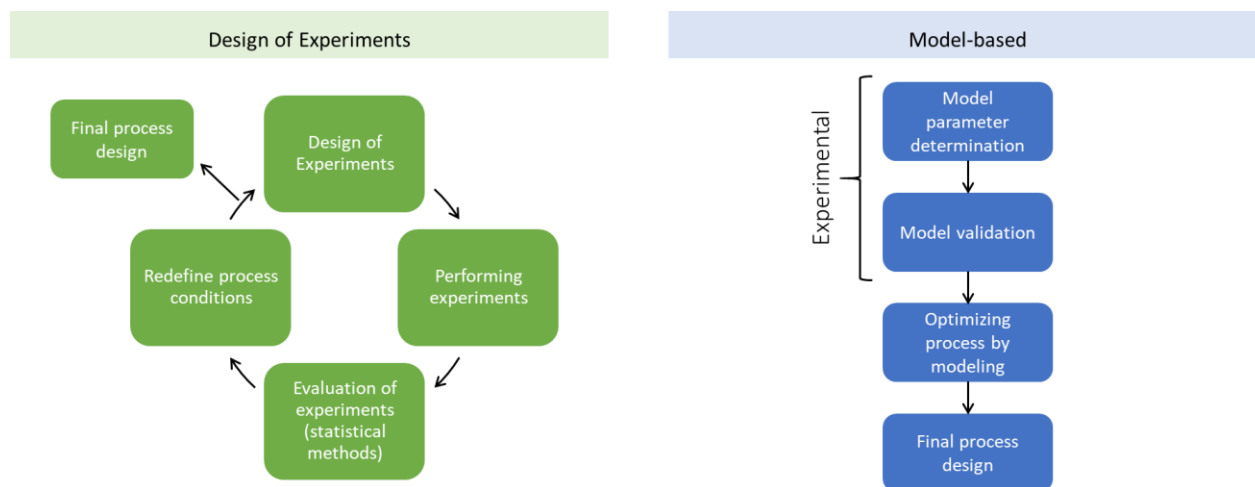 Design of Experiments
Final process
design
Design of
Experiments
Redefine process
conditions
Performing
experiments
Evaluation of
experiments
(statistical
methods)
Model-based
Experimental
Model
parameter
determination
Model validation
Optimizing
process by
modeling
Final process
design